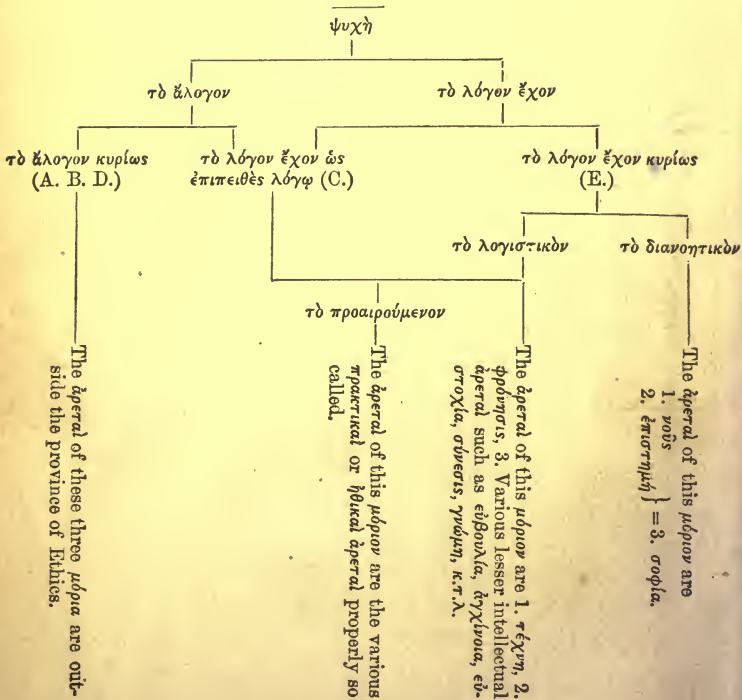 ψυχὴ
τὸ ἄλογον
τὸ λόγον ἔχον
τὸ ἄλογον κυρίως
(A. B. D.)
τὸ λόγον ἔχον ὡς
ἐπιπειθὲς λόγῳ (C.)
τὸ λόγον ἔχον κυρίως
(E.)
τὸ λογιστικὸν
τὸ διανοητικὸν
τὸ προαιρούμενον
The ἀρεταὶ of these three μόρια are out-
side the province of Ethics.
The ἀρεταὶ of this μόριον are the various
πρακτικαὶ or ἠθικαὶ ἀρεταὶ properly so
called.
The ἀρεταὶ of this μόριον are 1. τέχνη, 2.
φρόνησις, 3. Various lesser intellectual
ἀρεταὶ such as εὐβουλία, ἀγχίνοια, εὐ-
στοχία, σύνεσις, γνώμη, κ.τ.λ.
The ἀρεταὶ of this μόριον are
1. νοῦς
2. ἐπιστημή } = 3. σοφία.